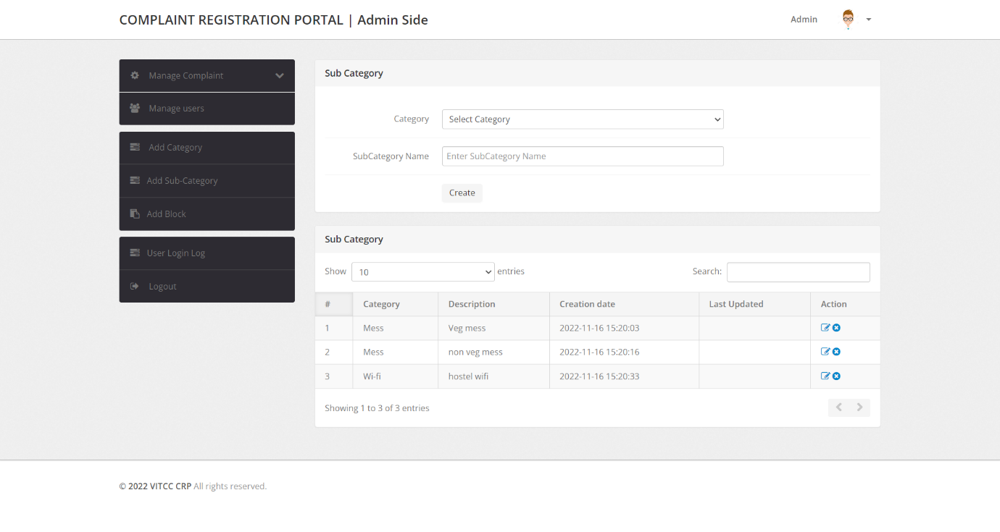 COMPLAINT REGISTRATION PORTAL | Admin Side
Admin
Manage Complaint
Manage users
Add Category
Add Sub-Category
Add Block
User Login Log
Logout
Sub Category
Category Select Category
SubCategory Name Enter SubCategory Name
Create
Sub Category
Show 10 entries Search:
# Category Description Creation date Last Updated Action
1 Mess Veg mess 2022-11-16 15:20:03
2 Mess non veg mess 2022-11-16 15:20:16
3 Wi-fi hostel wifi 2022-11-16 15:20:33
Showing 1 to 3 of 3 entries
© 2022 VITCC CRP All rights reserved.